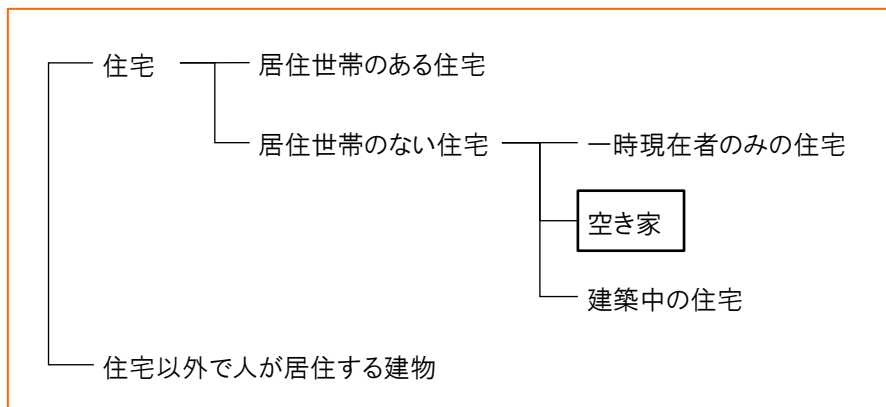 住宅
居住世帯のある住宅
居住世帯のない住宅
一時現在者のみの住宅
空き家
建築中の住宅
住宅以外で人が居住する建物